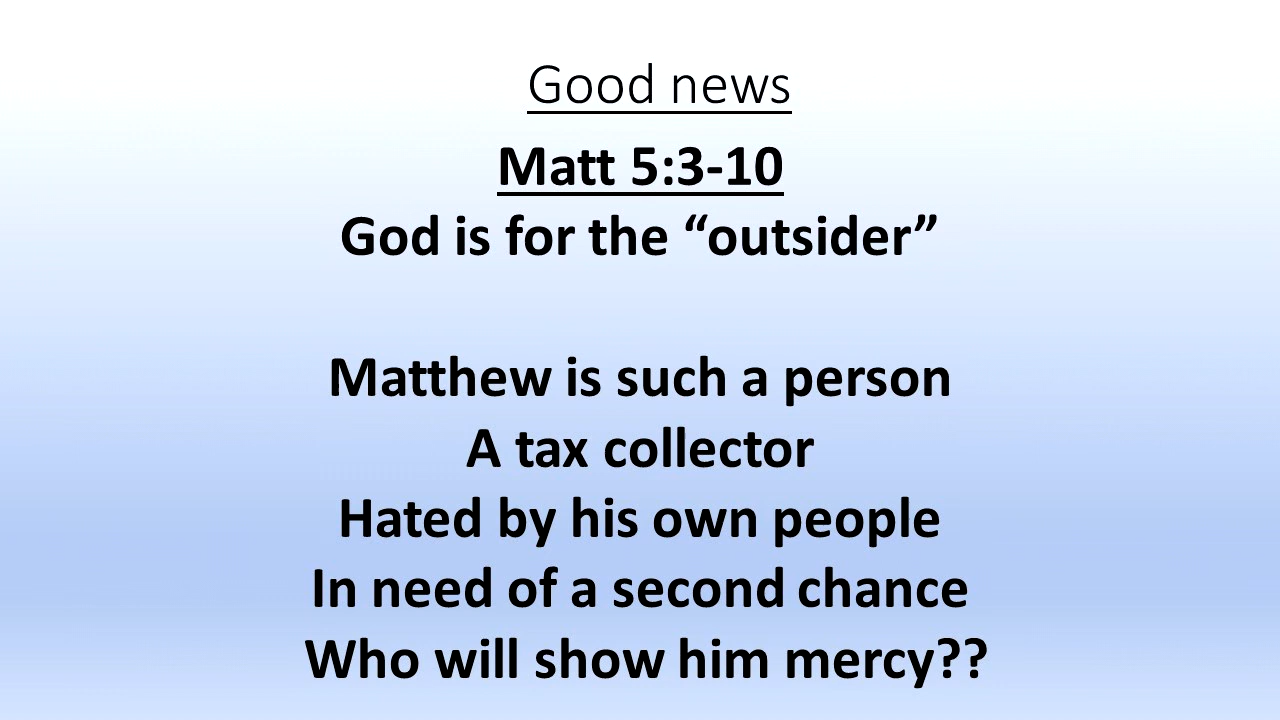 Good news
Matt 5:3-10
God is for the “outsider”
Matthew is such a person
A tax collector
Hated by his own people
In need of a second chance
Who will show him mercy??